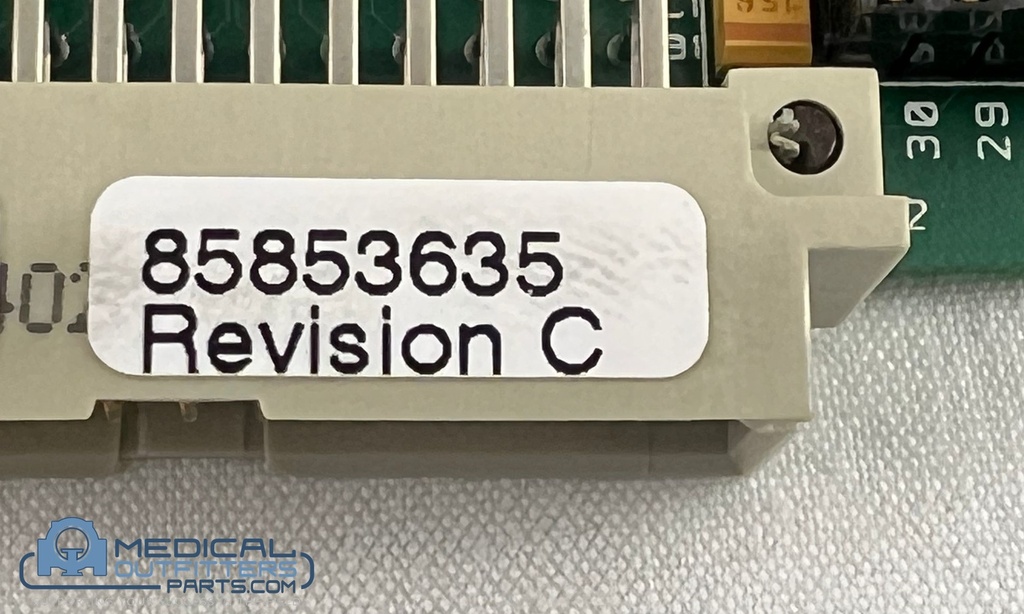 30
29
85853635
Revision C
MEDICAL
OUTFITTERS
PARTS.COM